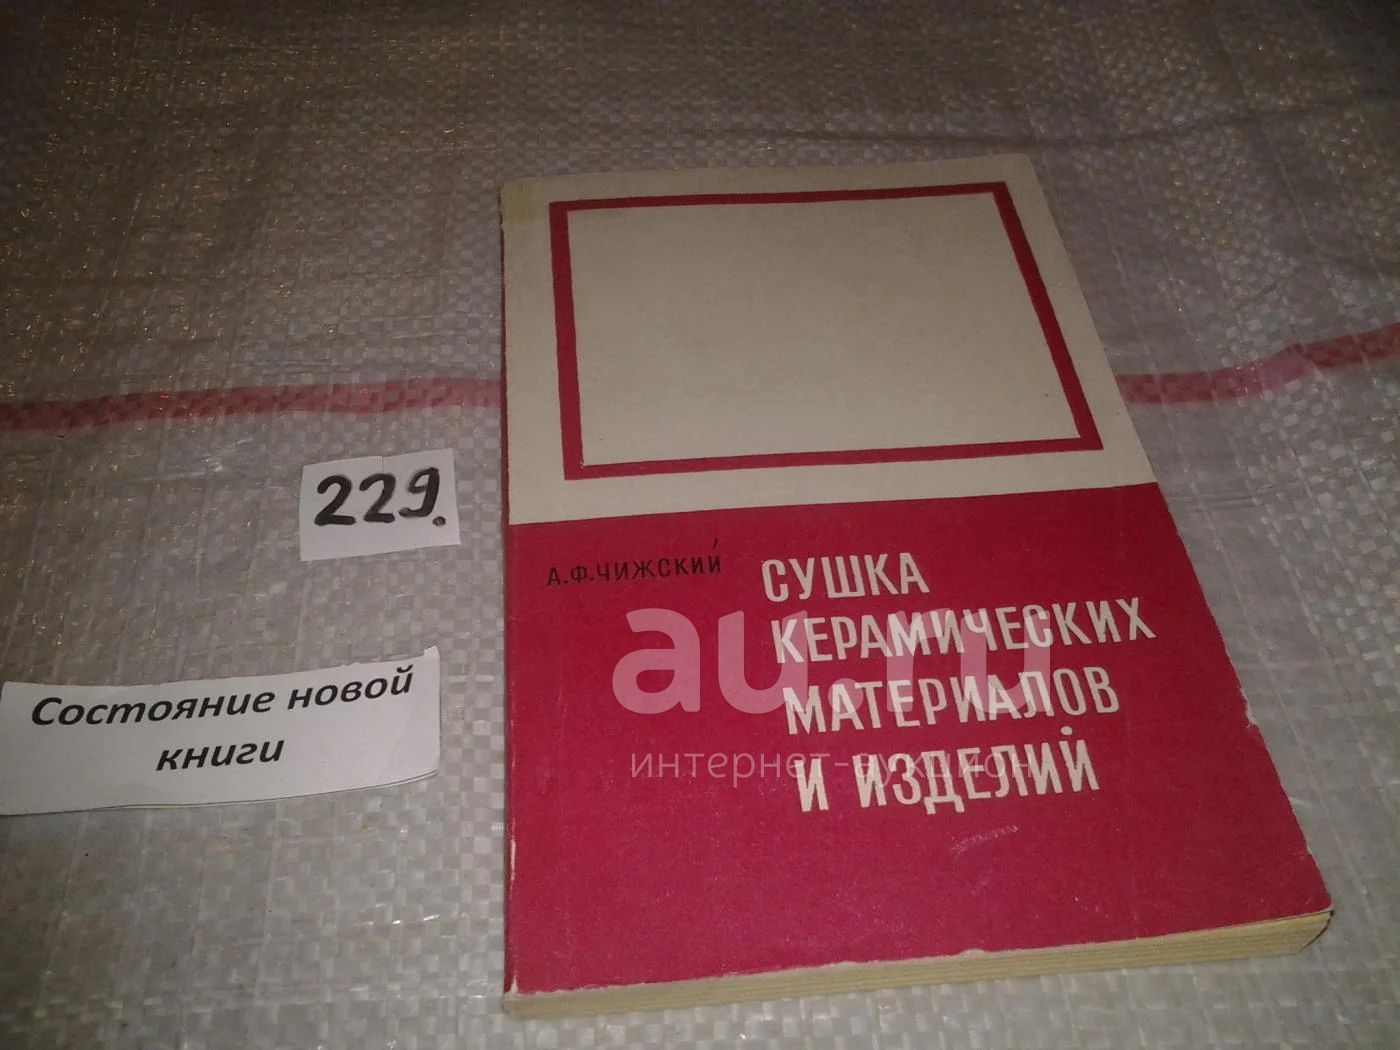 229.
Состояние новой
книги
А.Ф.ЧИЖСКИЙ
СУШКА
КЕРАМИЧЕСКИХ
МАТЕРИАЛОВ
И ИЗДЕЛИЙ
au.ru
интернет-аукцион